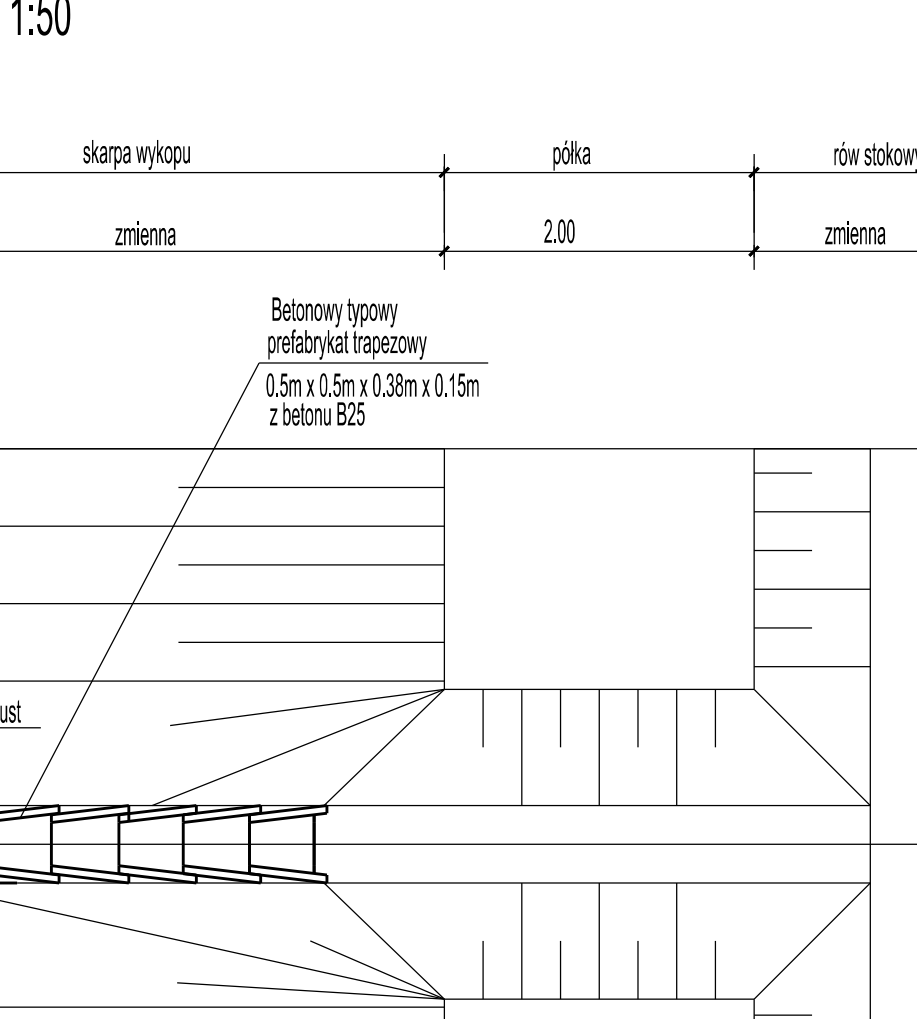 1:50
skarpa wykopu
półka
rów stokowy
zmienna
2.00
zmienna
Betonowy typowy
prefabrykat trapezowy
0.5m x 0.5m x 0.38m x 0.15m
z betonu B25